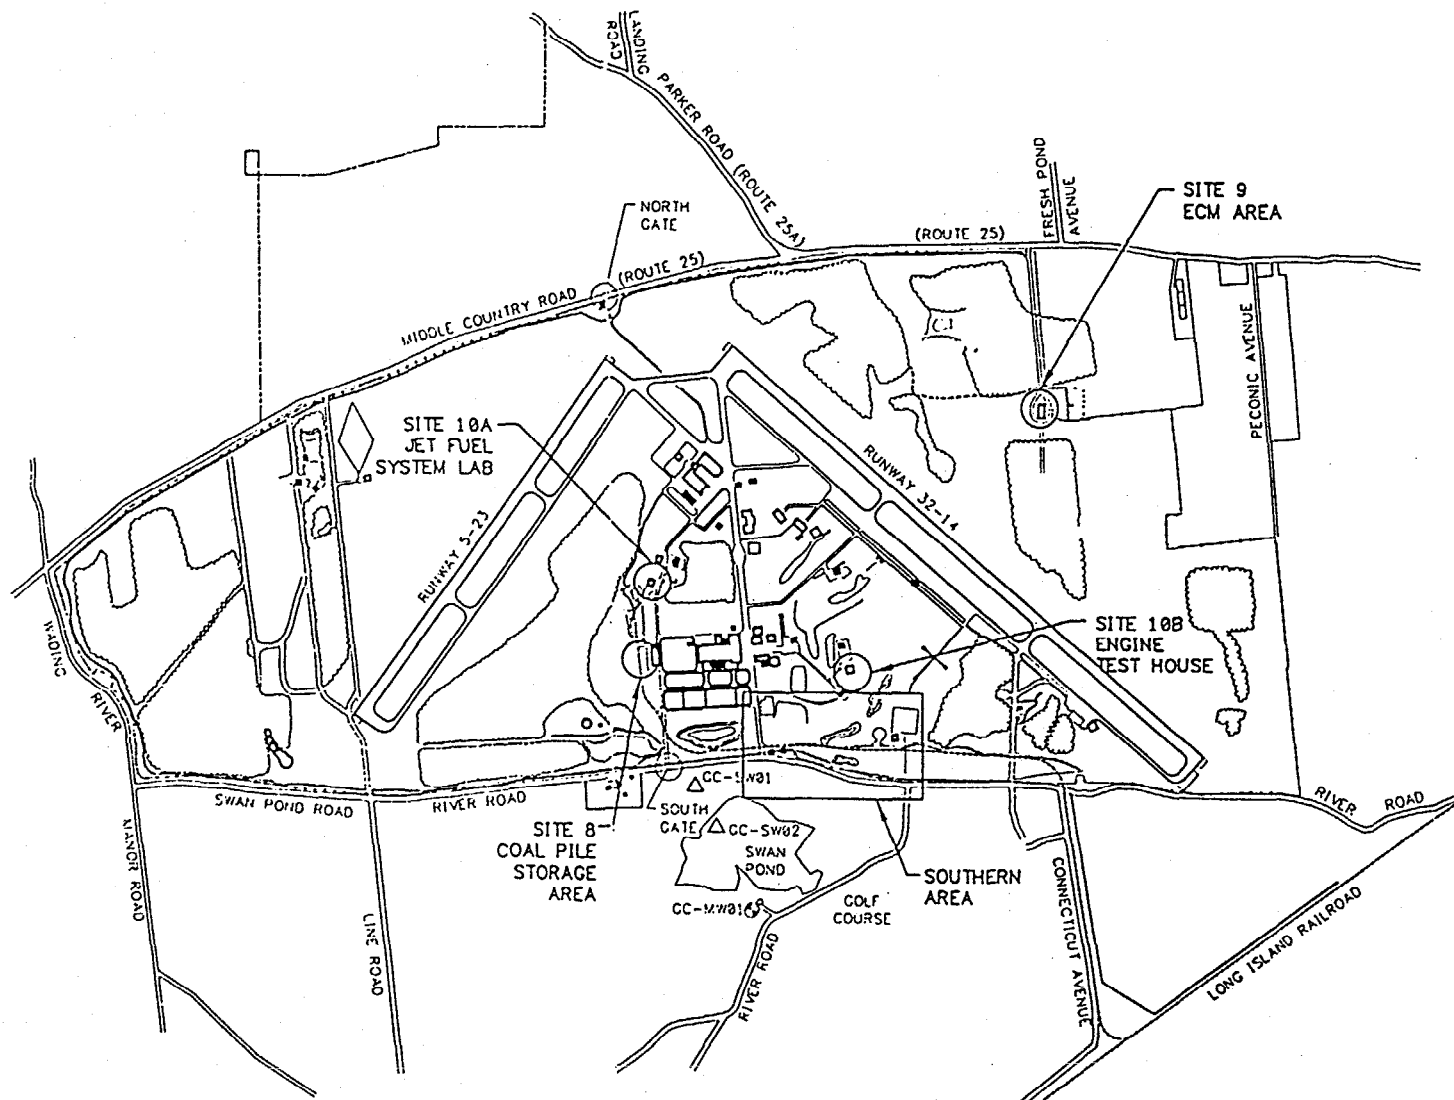 LANDING
ROAD
PARKER ROAD (ROUTE 25A)
FRESH POND
AVENUE
SITE 9
ECM AREA
NORTH
GATE
(ROUTE 25)
(ROUTE 25)
MIDDLE COUNTRY ROAD
PECONIC AVENUE
SITE 10A
JET FUEL
SYSTEM LAB
RUNWAY 5-23
RUNWAY 32-14
SITE 10B
ENGINE
TEST HOUSE
WADING
RIVER
MANOR ROAD
SWAN POND ROAD
RIVER ROAD
GC-SW01
SOUTH
GATE
GC-SW02
SWAN
POND
SITE 8
COAL PILE
STORAGE
AREA
GC-MW01
GOLF
COURSE
SOUTHERN
AREA
RIVER ROAD
LINE ROAD
RIVER ROAD
CONNECTICUT AVENUE
LONG ISLAND RAILROAD